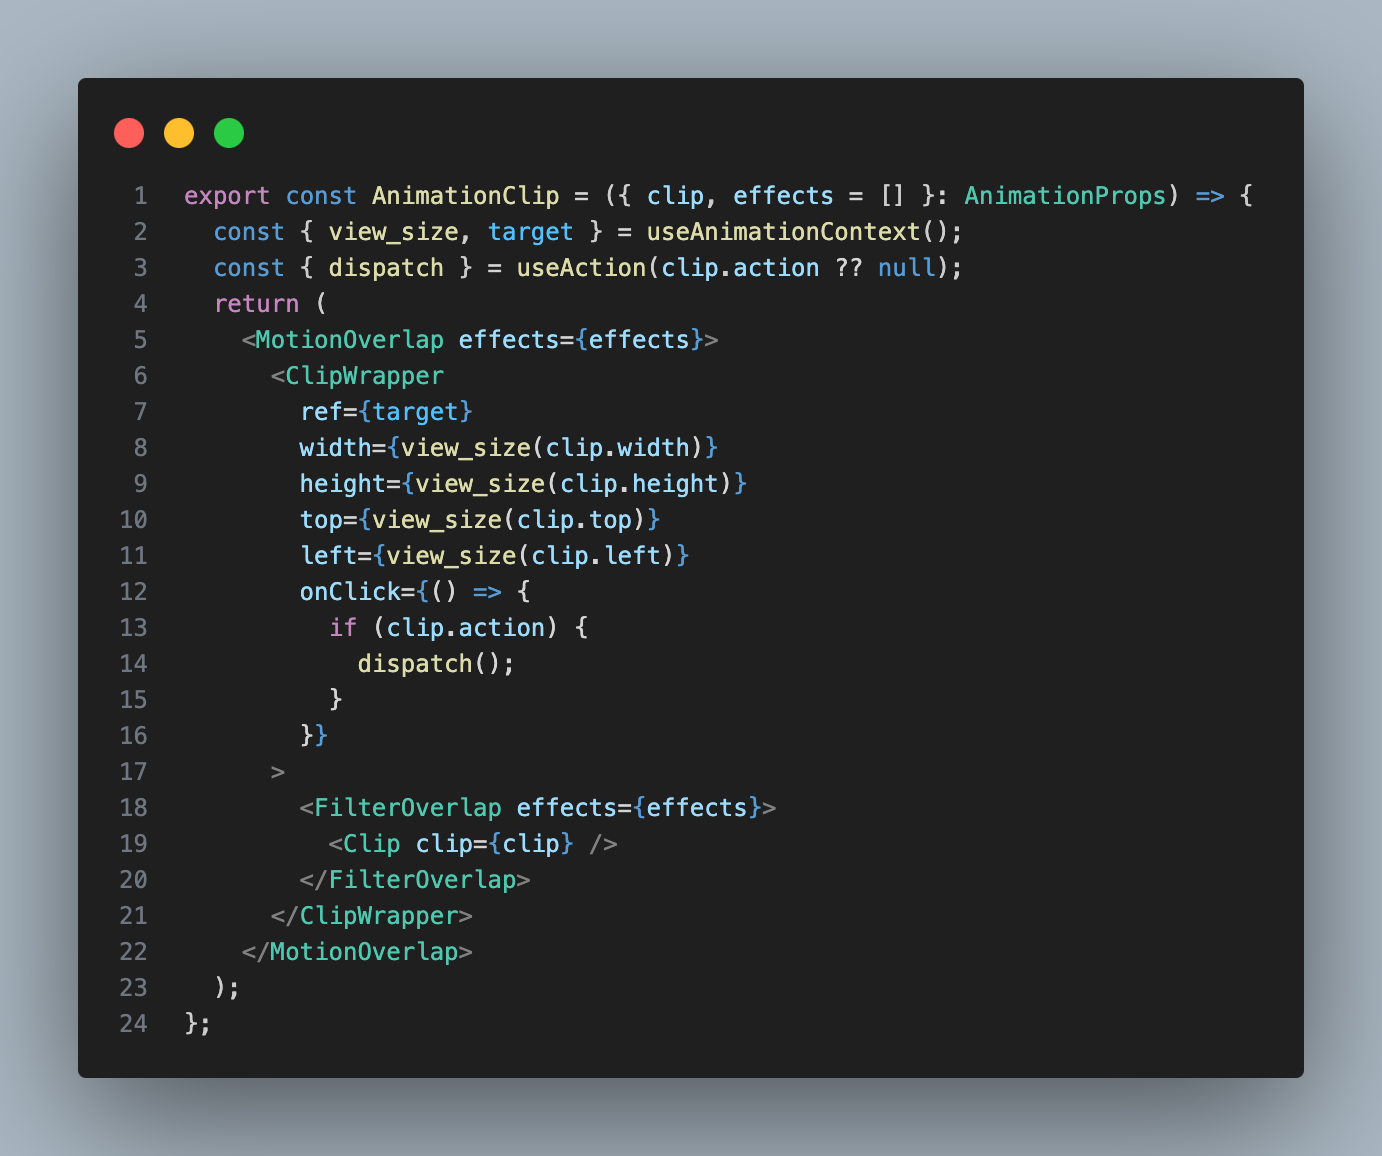 1 export const AnimationClip = ({ clip, effects = [] }: AnimationProps) => {
2   const { view_size, target } = useAnimationContext();
3   const { dispatch } = useAction(clip.action ?? null);
4   return (
5     <MotionOverlap effects={effects}>
6       <ClipWrapper
7         ref={target}
8         width={view_size(clip.width)}
9         height={view_size(clip.height)}
10         top={view_size(clip.top)}
11         left={view_size(clip.left)}
12         onClick={() => {
13           if (clip.action) {
14             dispatch();
15           }
16         }}
17       >
18         <FilterOverlap effects={effects}>
19           <Clip clip={clip} />
20         </FilterOverlap>
21       </ClipWrapper>
22     </MotionOverlap>
23   );
24 };